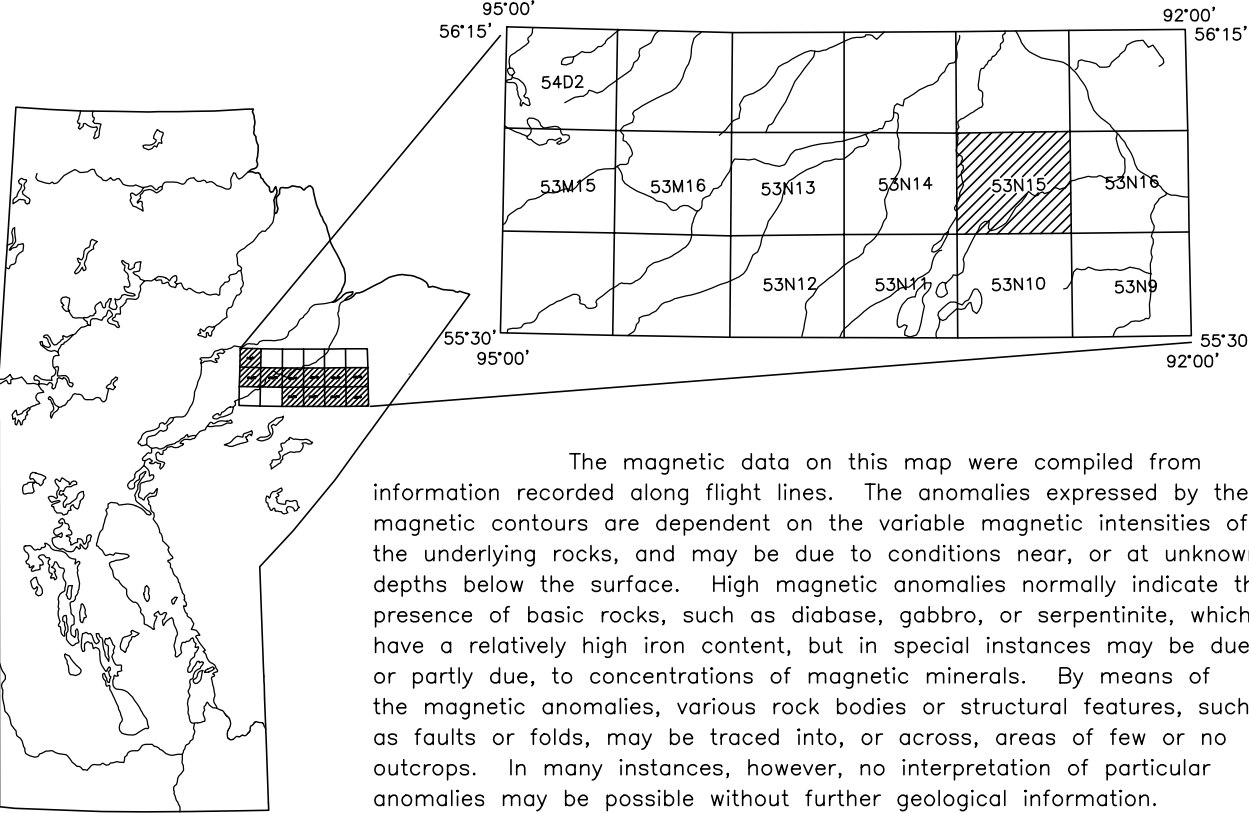 95°00'
92°00'
56°15'
56°15'
54D2
53M15 53M16 53N13 53N14 53N15 53N16
53N12 53N11 53N10 53N9
55°30'
55°30
95°00'
92°00'
The magnetic data on this map were compiled from
information recorded along flight lines. The anomalies expressed by the
magnetic contours are dependent on the variable magnetic intensities of
the underlying rocks, and may be due to conditions near, or at unknow
depths below the surface. High magnetic anomalies normally indicate th
presence of basic rocks, such as diabase, gabbro, or serpentinite, which
have a relatively high iron content, but in special instances may be due
or partly due, to concentrations of magnetic minerals. By means of
the magnetic anomalies, various rock bodies or structural features, such
as faults or folds, may be traced into, or across, areas of few or no
outcrops. In many instances, however, no interpretation of particular
anomalies may be possible without further geological information.